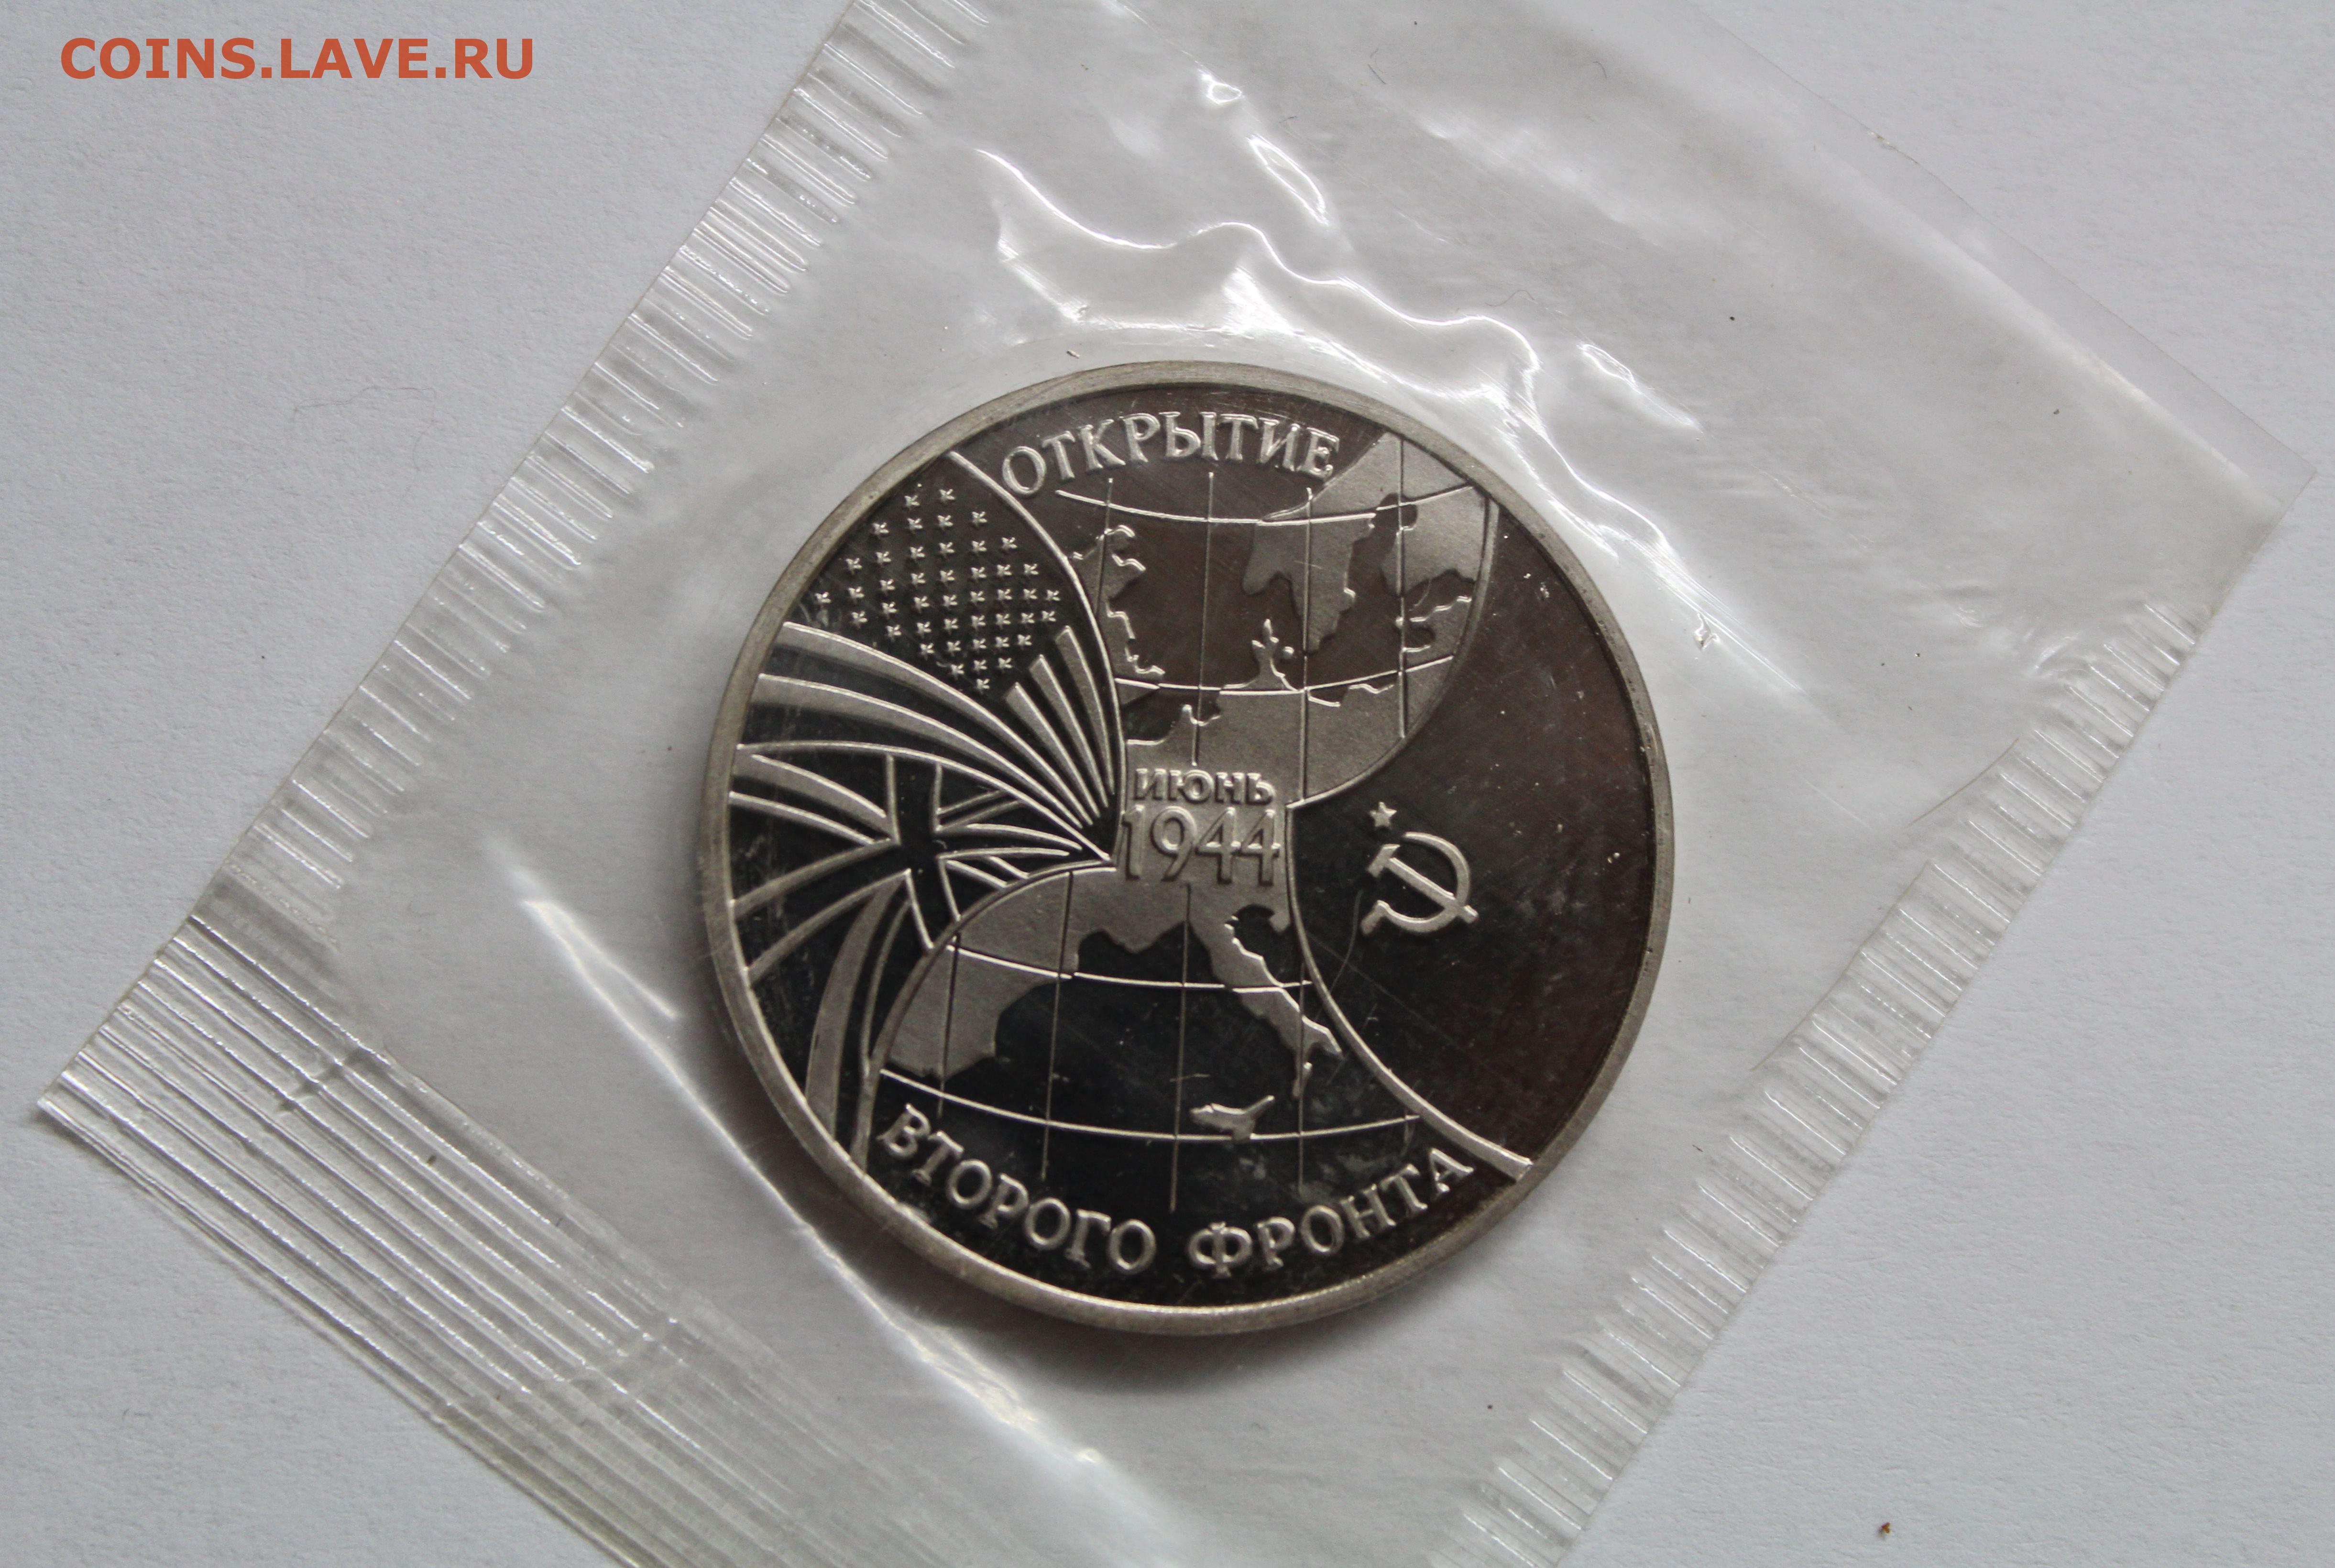 COINS.LAVE.RU
ОТКРЫТИЕ
ИЮНЬ
1944
ВТОРОГО ФРОНТА